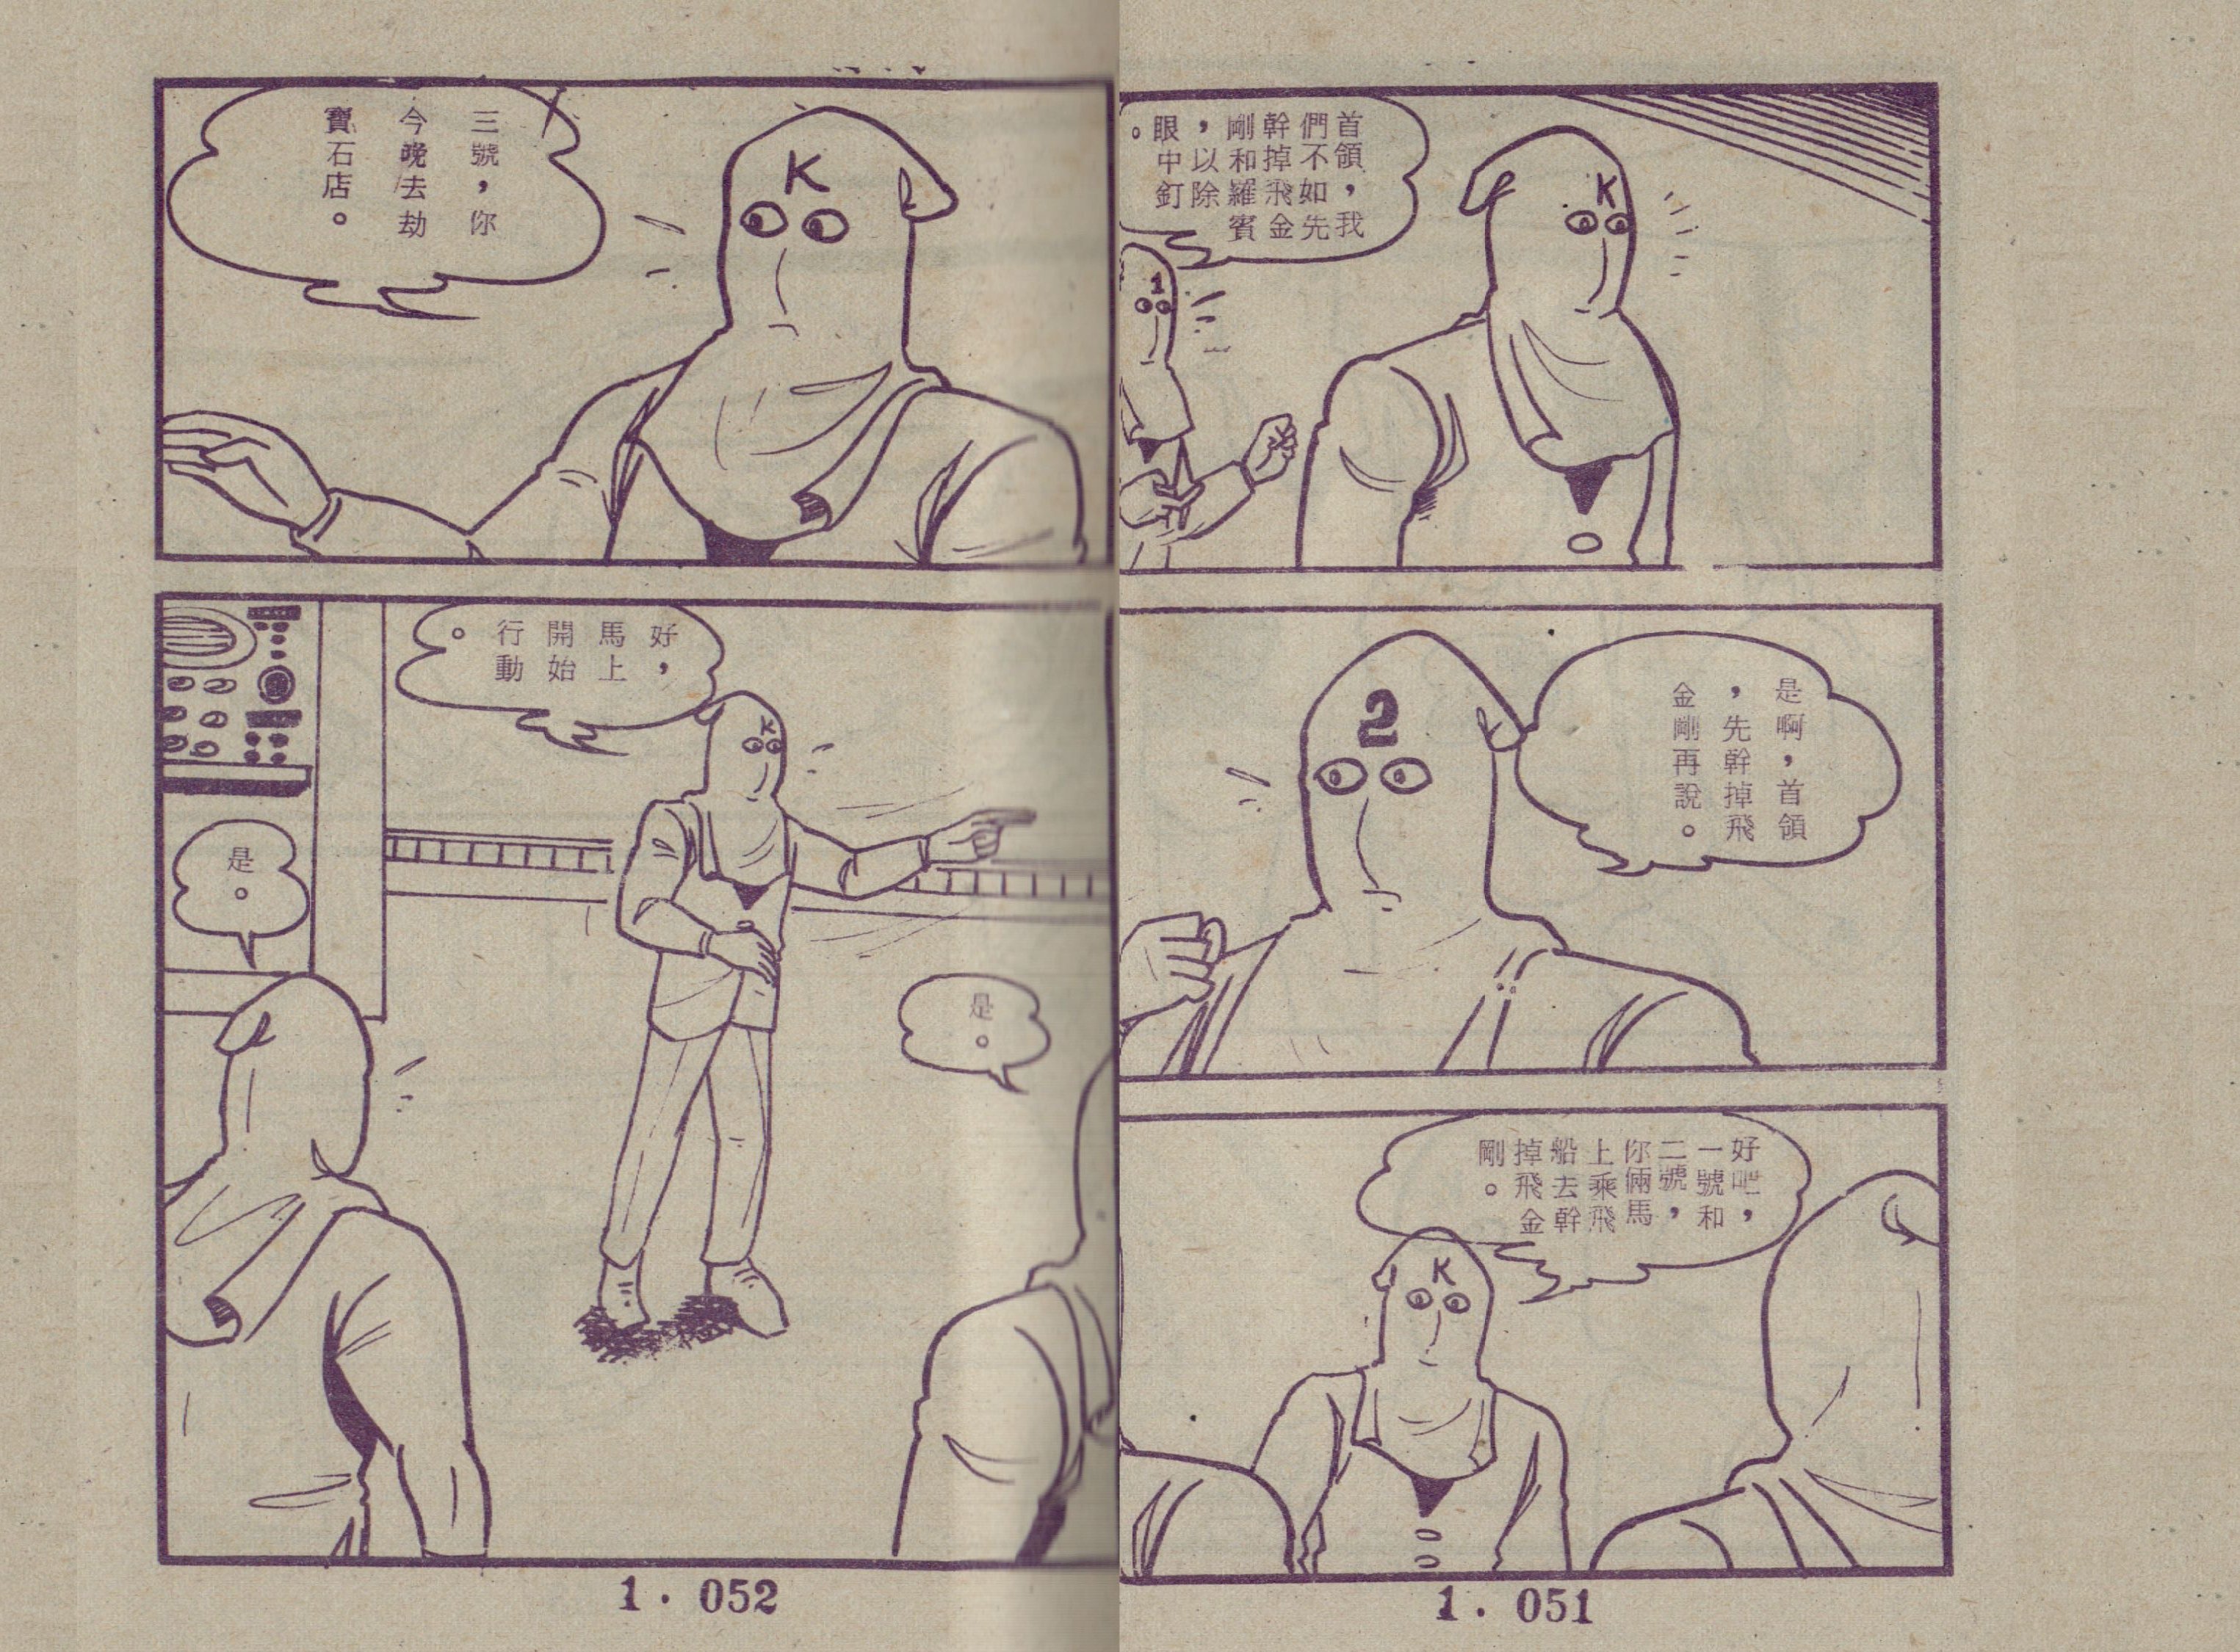 首領，我
們不如先
幹掉飛金
剛和羅賓
，以除
眼中釘
。
K
1
是啊，首領
，先幹掉飛
金剛再說。
2
好吧，
一號和
二號，
你倆馬
上乘飛
船去幹
掉飛金
剛。
K
1．051
三號，你
今晚去劫
寶石店。
K
好，
馬上
開始
行動
。
K
是。
是。
1．052